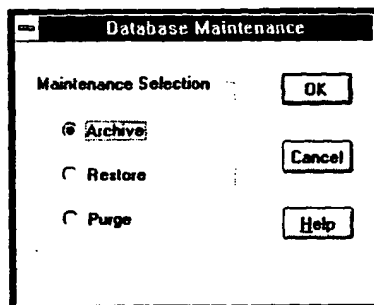 Database Maintenance
Maintenance Selection
OK
Archive
Cancel
Restore
Purge
Help